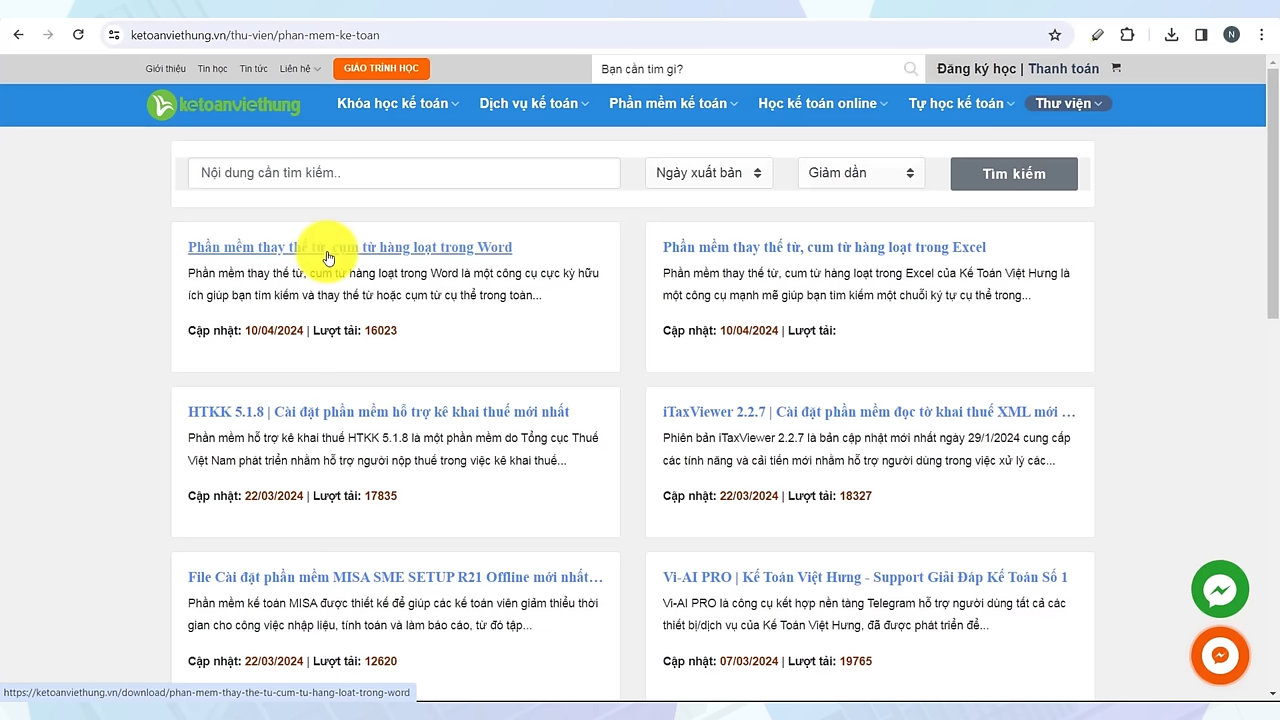 ketoanviethung.vn/thu-vien/phan-mem-ke-toan
N
Giới thiệu Tin học Tin tức Liên hệ GIÁO TRÌNH HỌC Bạn cần tìm gì? Đăng ký học | Thanh toán
ketoanviethung Khóa học kế toán Dịch vụ kế toán Phần mềm kế toán Học kế toán online Tự học kế toán Thư viện
Nội dung cần tìm kiếm.. Ngày xuất bản Giảm dần Tìm kiếm
Phần mềm thay thế từ, cụm từ hàng loạt trong Word
Phần mềm thay thế từ, cụm từ hàng loạt trong Word là một công cụ cực kỳ hữu
ích giúp bạn tìm kiếm và thay thế từ hoặc cụm từ cụ thể trong toàn...
Cập nhật: 10/04/2024 | Lượt tải: 16023
Phần mềm thay thế từ, cụm từ hàng loạt trong Excel
Phần mềm thay thế từ, cụm từ hàng loạt trong Excel của Kế Toán Việt Hưng là
một công cụ mạnh mẽ giúp bạn tìm kiếm một chuỗi ký tự cụ thể trong...
Cập nhật: 10/04/2024 | Lượt tải:
HTKK 5.1.8 | Cài đặt phần mềm hỗ trợ kê khai thuế mới nhất
Phần mềm hỗ trợ kê khai thuế HTKK 5.1.8 là một phần mềm do Tổng cục Thuế
Việt Nam phát triển nhằm hỗ trợ người nộp thuế trong việc kê khai thuế...
Cập nhật: 22/03/2024 | Lượt tải: 17835
iTaxViewer 2.2.7 | Cài đặt phần mềm đọc tờ khai thuế XML mới ...
Phiên bản iTaxViewer 2.2.7 là bản cập nhật mới nhất ngày 29/1/2024 cung cấp
các tính năng và cải tiến mới nhằm hỗ trợ người dùng trong việc xử lý các...
Cập nhật: 22/03/2024 | Lượt tải: 18327
File Cài đặt phần mềm MISA SME SETUP R21 Offline mới nhất...
Phần mềm kế toán MISA được thiết kế để giúp các kế toán viên giảm thiểu thời
gian cho công việc nhập liệu, tính toán và làm báo cáo, từ đó tập...
Cập nhật: 22/03/2024 | Lượt tải: 12620
Vi-AI PRO | Kế Toán Việt Hưng - Support Giải Đáp Kế Toán Số 1
Vi-AI PRO là công cụ kết hợp nền tảng Telegram hỗ trợ người dùng tất cả các
thiết bị/dịch vụ của Kế Toán Việt Hưng, đã được phát triển để...
Cập nhật: 07/03/2024 | Lượt tải: 19765
https://ketoanviethung.vn/download/phan-mem-thay-the-tu-cum-tu-hang-loat-trong-word